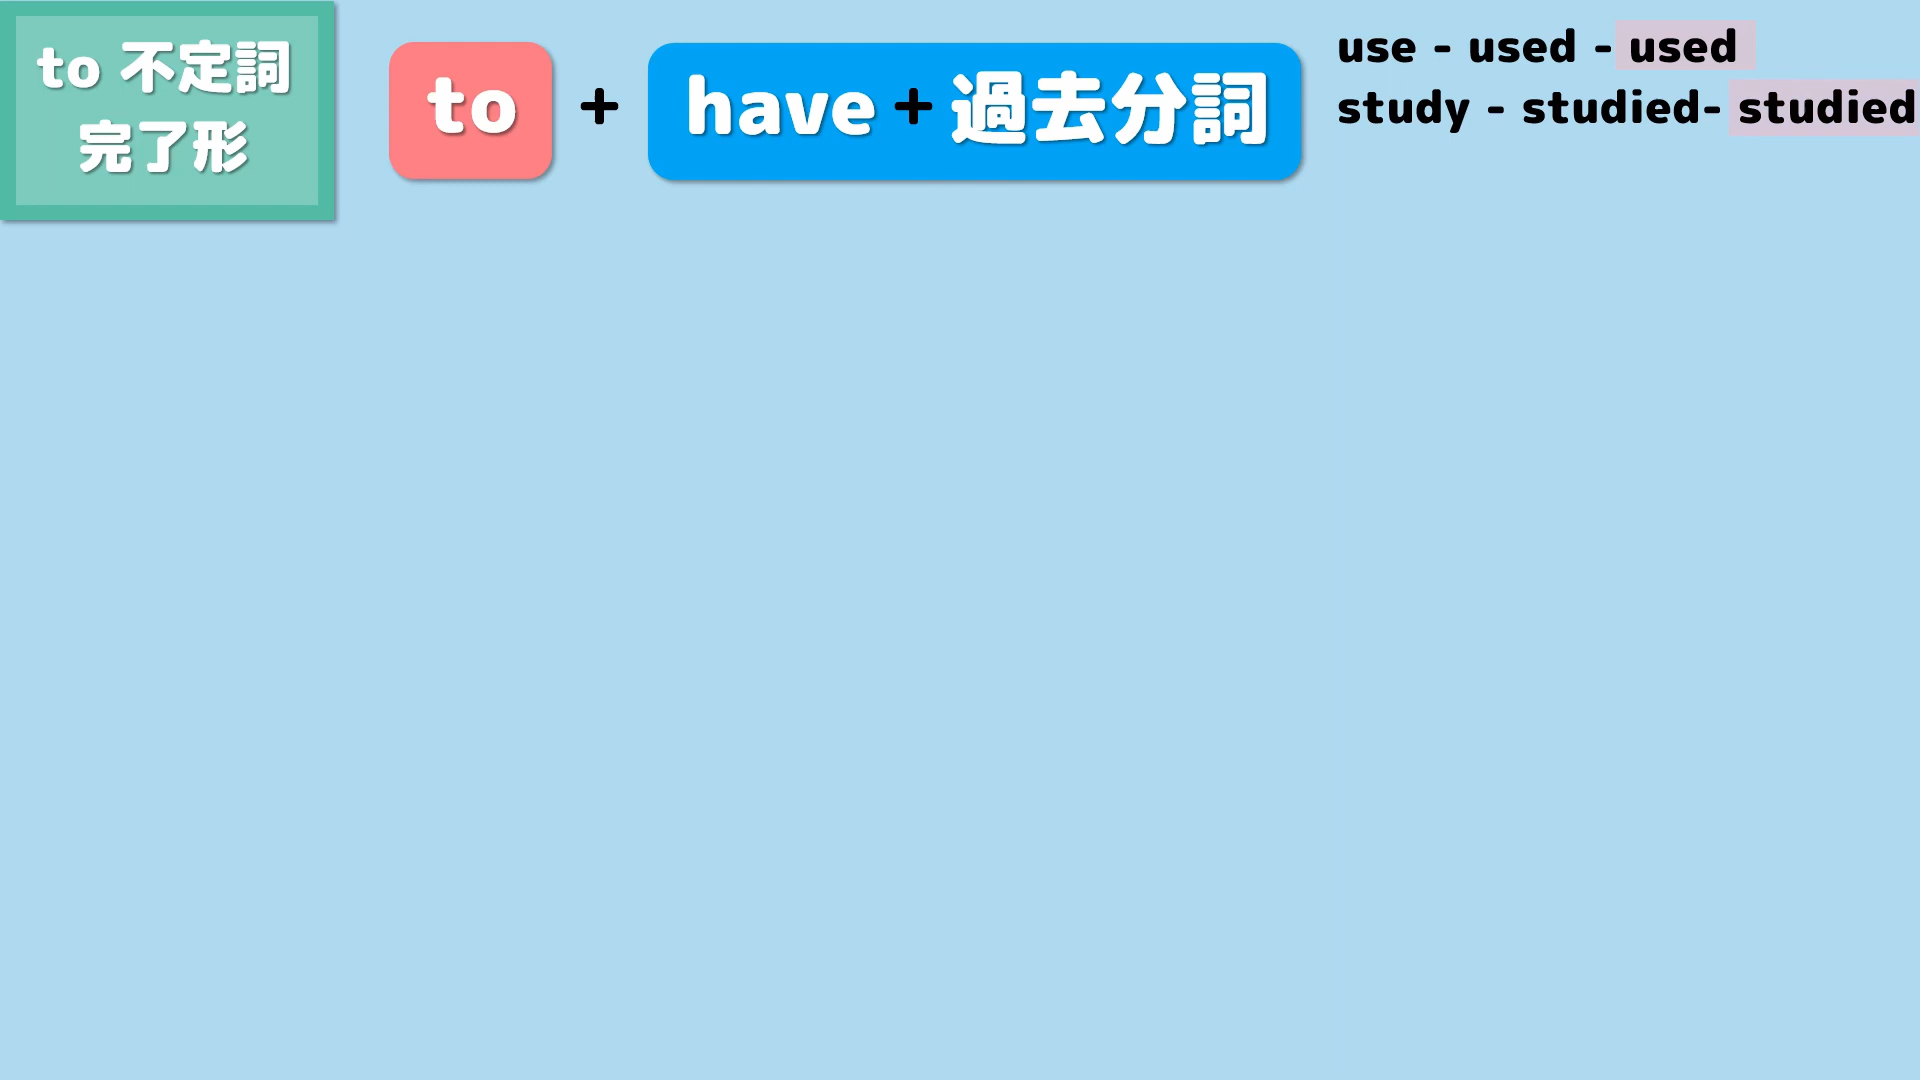 to 不定詞
完了形
to + have + 過去分詞
use - used - used
study - studied- studied